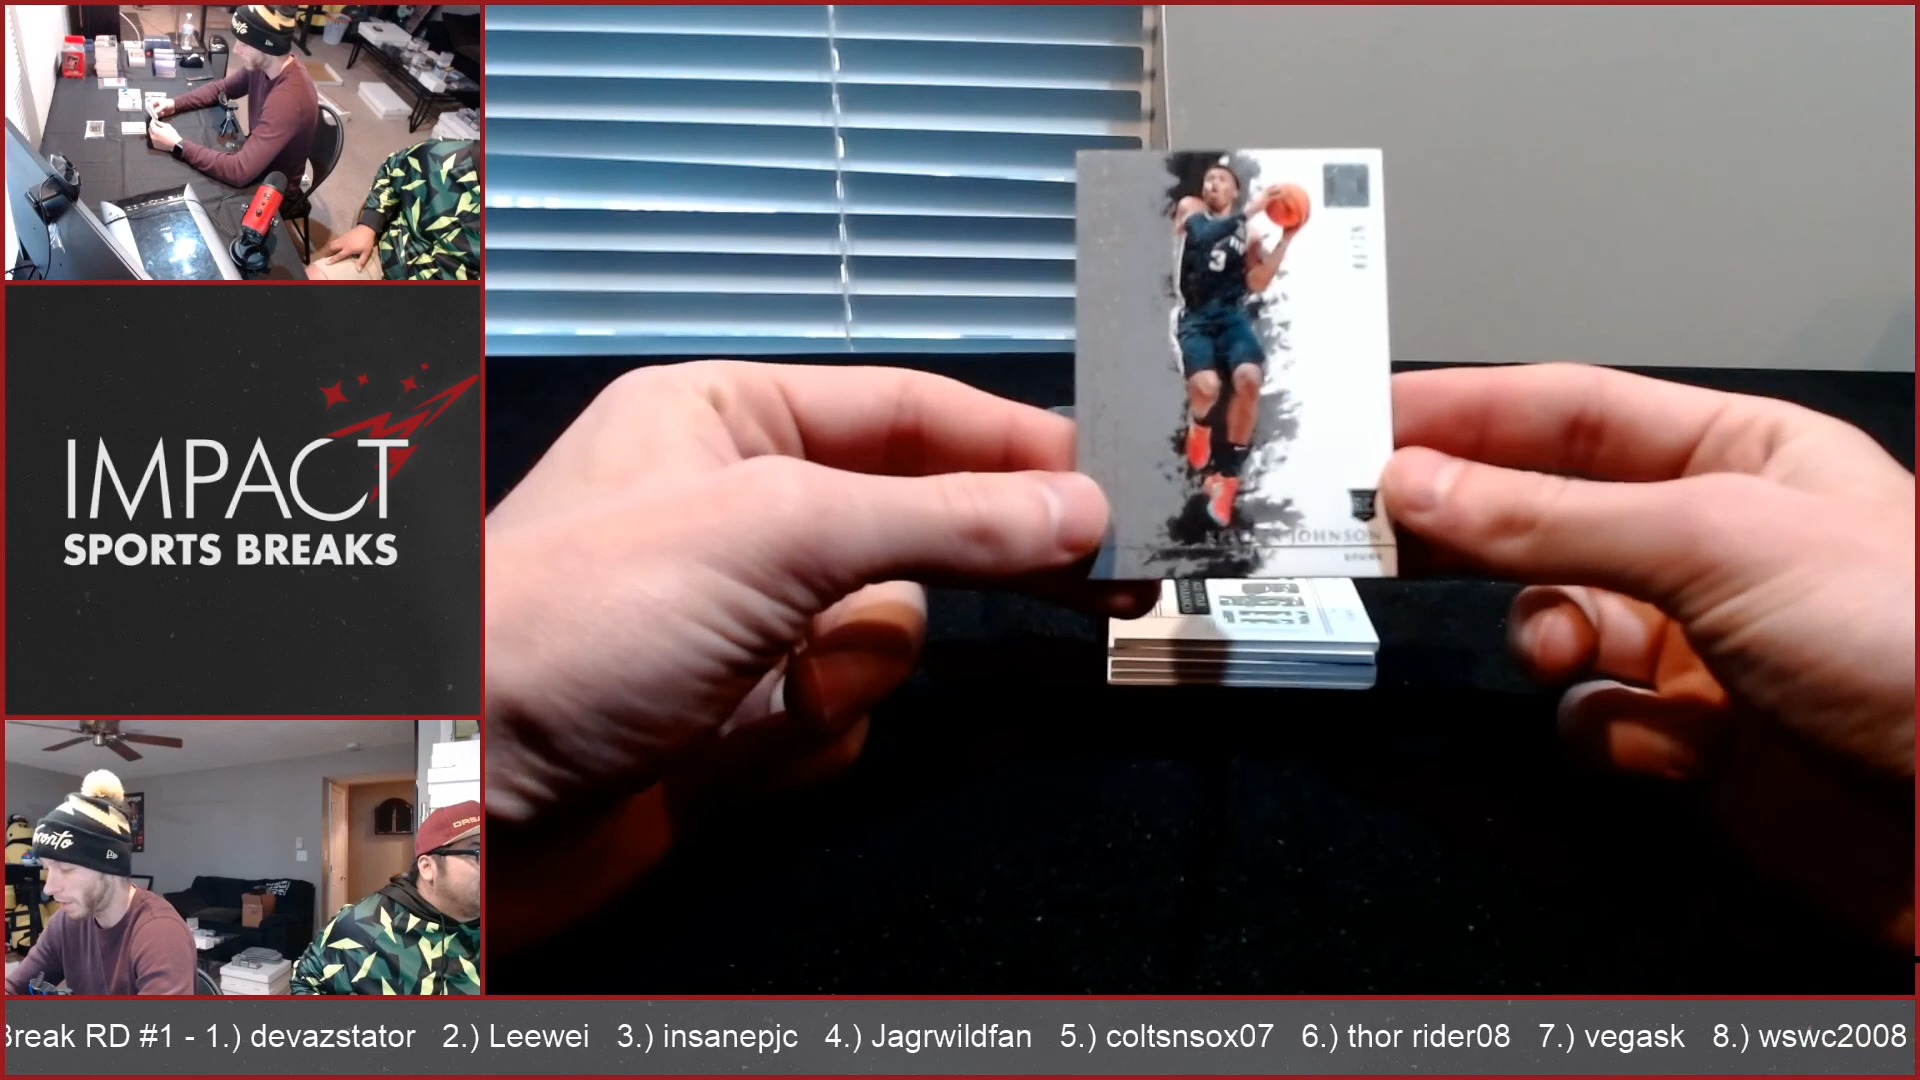 IMPACT
SPORTS BREAKS
3
JOHNSON
Break RD #1 - 1.) devazstator 2.) Leewei 3.) insanepjc 4.) Jagrwildfan 5.) coltsnsox07 6.) thor rider08 7.) vegask 8.) wswc2008